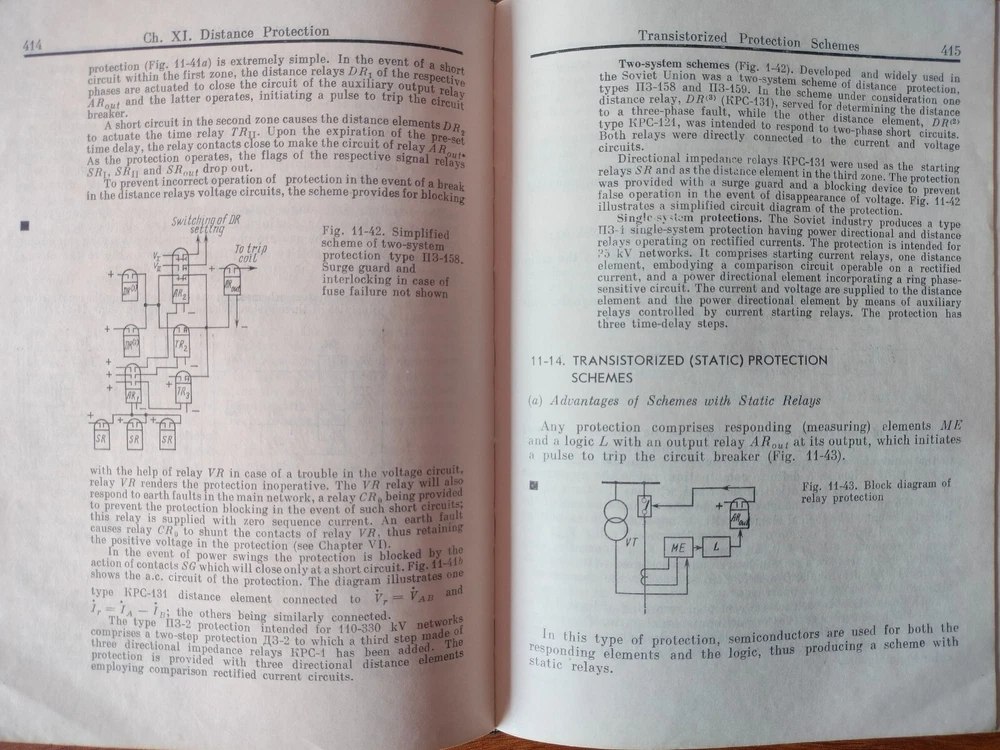 414
Ch. XI. Distance Protection
protection (Fig. 11-41a) is extremely simple. In the event of a short
circuit within the first zone, the distance relays DR₁ of the respective
phases are actuated to close the circuit of the auxiliary output relay
AR_out and the latter operates, initiating a pulse to trip the circuit
breaker.
A short circuit in the second zone causes the distance elements DR₂
to actuate the time relay TR_II. Upon the expiration of the pre-set
time delay, the relay contacts close to make the circuit of relay AR_out.
As the protection operates, the flags of the respective signal relays
SR_I, SR_II and SR_out drop out.
To prevent incorrect operation of protection in the event of a break
in the distance relays voltage circuits, the scheme provides for blocking
Switching of DR
setting
To trip
coil
Fig. 11-42. Simplified
scheme of two-system
protection type ПЗ-158.
Surge guard and
interlocking in case of
fuse failure not shown
DR⁽³⁾
AR₂
AR_out
DR⁽²⁾
TR₂
AR₁
TR₃
SR
SR
SR
with the help of relay VR in case of a trouble in the voltage circuit,
relay VR renders the protection inoperative. The VR relay will also
respond to earth faults in the main network, a relay CR₀ being provided
to prevent the protection blocking in the event of such short circuits;
this relay is supplied with zero sequence current. An earth fault
causes relay CR₀ to shunt the contacts of relay VR, thus retaining
the positive voltage in the protection (see Chapter VI).
In the event of power swings the protection is blocked by the
action of contacts SG which will close only at a short circuit. Fig. 11-41b
shows the a.c. circuit of the protection. The diagram illustrates one
type КРС-131 distance element connected to V̇r = V̇AB and
İr = İA − İB; the others being similarly connected.
The type ПЗ-2 protection intended for 110-330 kV networks
comprises a two-step protection ДЗ-2 to which a third step made of
three directional impedance relays КРС-1 has been added. The
protection is provided with three directional distance elements
employing comparison rectified current circuits.
Transistorized Protection Schemes
415
Two-system schemes (Fig. 1-42). Developed and widely used in
the Soviet Union was a two-system scheme of distance protection,
types ПЗ-158 and ПЗ-159. In the scheme under consideration one
distance relay, DR⁽³⁾ (КРС-131), served for determining the distance
to a three-phase fault, while the other distance element, DR⁽²⁾
type КРС-121, was intended to respond to two-phase short circuits.
Both relays were directly connected to the current and voltage
circuits.
Directional impedance relays КРС-131 were used as the starting
relays SR and as the distance element in the third zone. The protection
was provided with a surge guard and a blocking device to prevent
false operation in the event of disappearance of voltage. Fig. 11-42
illustrates a simplified circuit diagram of the protection.
Single-system protections. The Soviet industry produces a type
single-system protection having power directional and distance
relays operating on rectified currents. The protection is intended for
kV networks. It comprises starting current relays, one distance
element, embodying a comparison circuit operable on a rectified
current, and a power directional element incorporating a ring phase-
sensitive circuit. The current and voltage are supplied to the distance
element and the power directional element by means of auxiliary
relays controlled by current starting relays. The protection has
three time-delay steps.
11-14. TRANSISTORIZED (STATIC) PROTECTION
SCHEMES
(a) Advantages of Schemes with Static Relays
Any protection comprises responding (measuring) elements ME
and a logic L with an output relay AR_out at its output, which initiates
a pulse to trip the circuit breaker (Fig. 11-43).
Fig. 11-43. Block diagram of
relay protection
AR_out
VT
ME
L
In this type of protection, semiconductors are used for both the
responding elements and the logic, thus producing a scheme with
static relays.